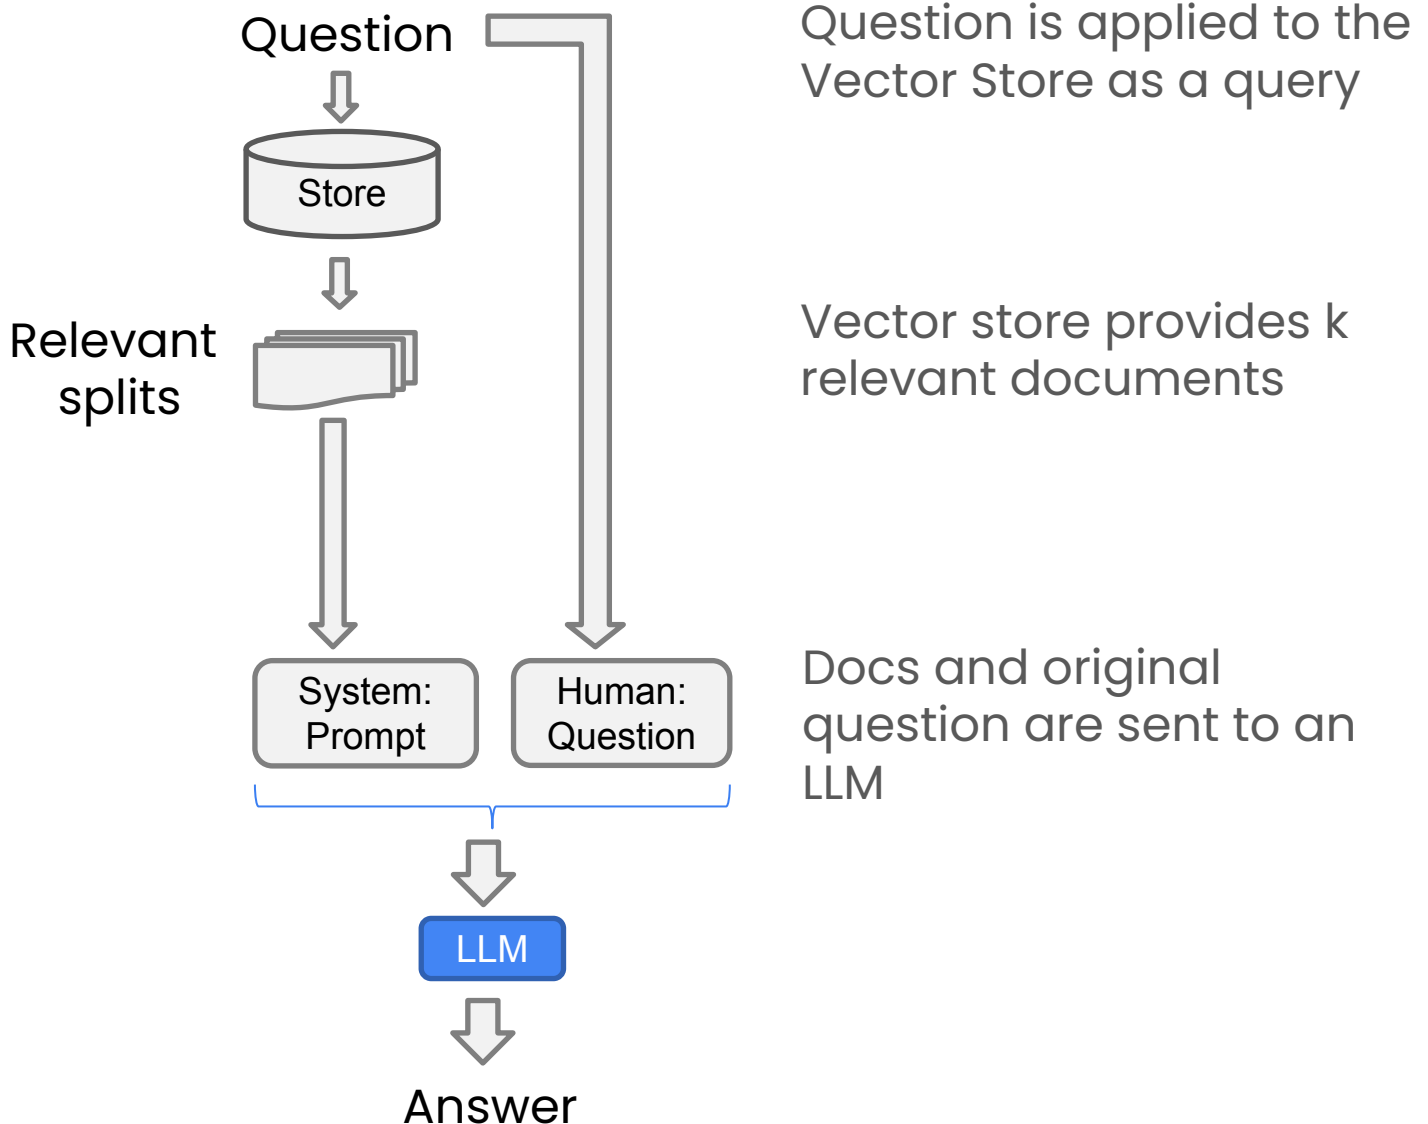 Question
Question is applied to the
Vector Store as a query
Store
Relevant
splits
Vector store provides k
relevant documents
System:
Prompt
Human:
Question
Docs and original
question are sent to an
LLM
LLM
Answer